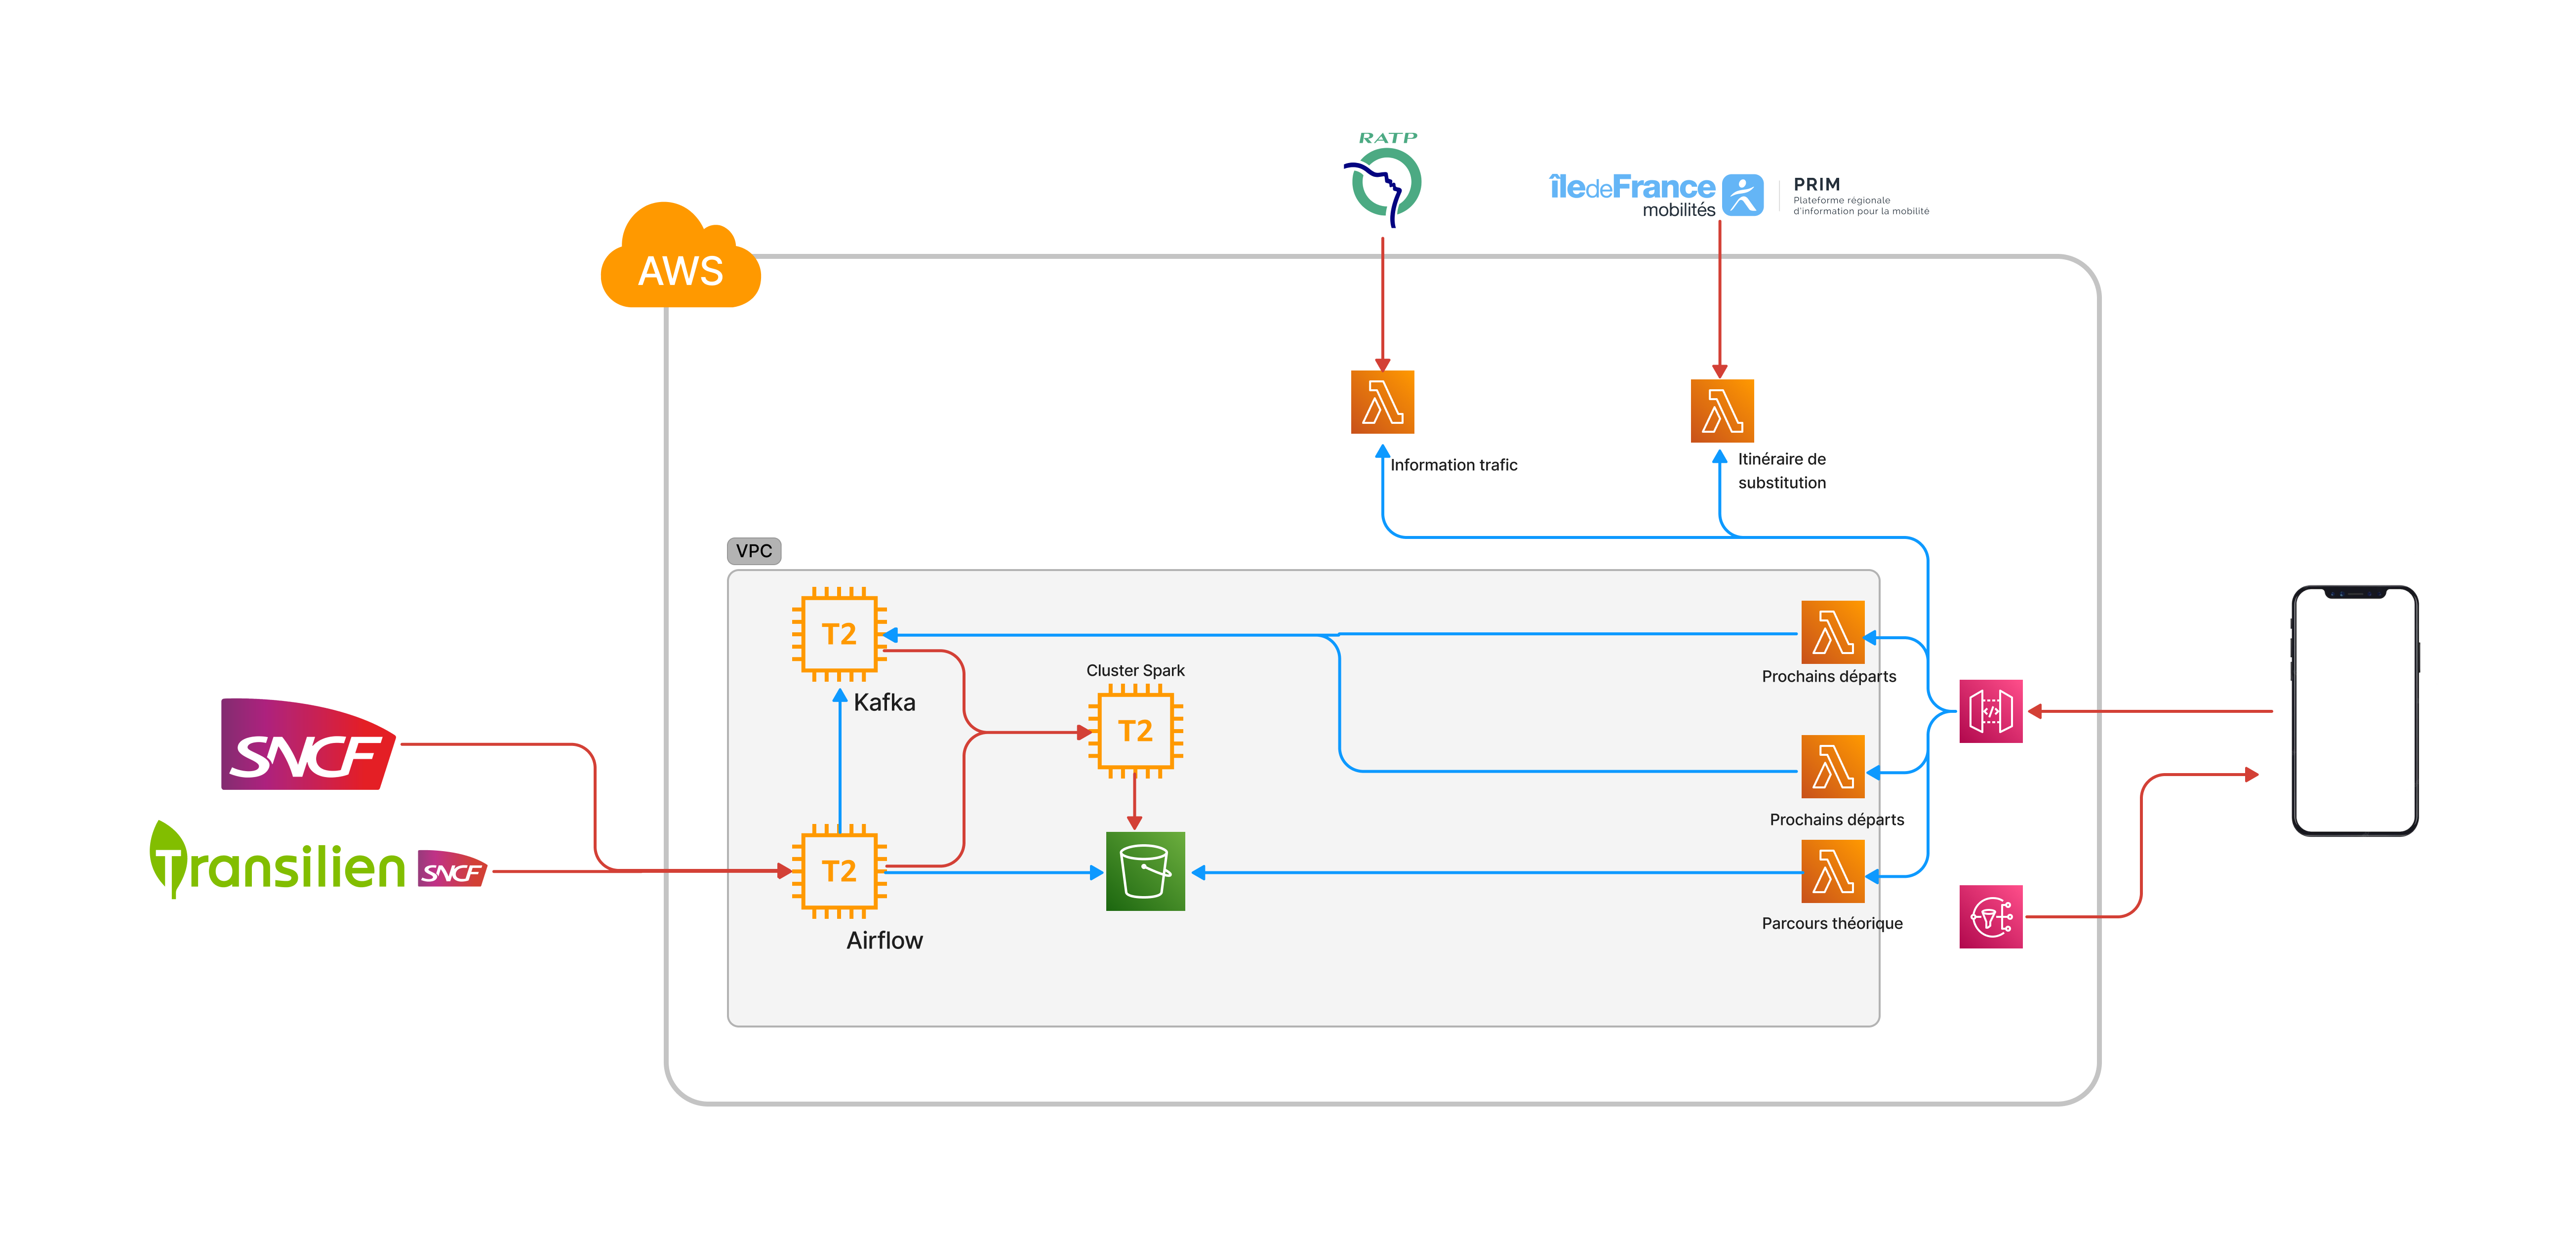 RATP
îledeFrance
mobilités
PRIM
Plateforme régionale
d'information pour la mobilité
AWS
Information trafic
Itinéraire de
substitution
VPC
T2
Kafka
Cluster Spark
T2
Prochains départs
SNCF
Prochains départs
Transilien SNCF
T2
Airflow
Parcours théorique